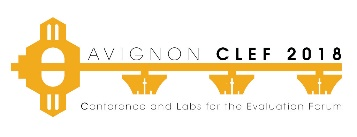 AVIGNON CLEF 2018
Conference and Labs for the Evaluation Forum